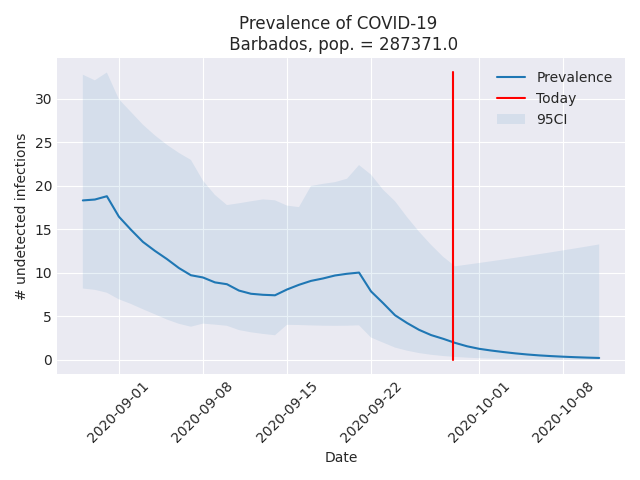 Prevalence of COVID-19
Barbados, pop. = 287371.0
# undetected infections
30
25
20
15
10
5
0
Prevalence
Today
95CI
2020-09-01
2020-09-08
2020-09-15
2020-09-22
2020-10-01
2020-10-08
Date